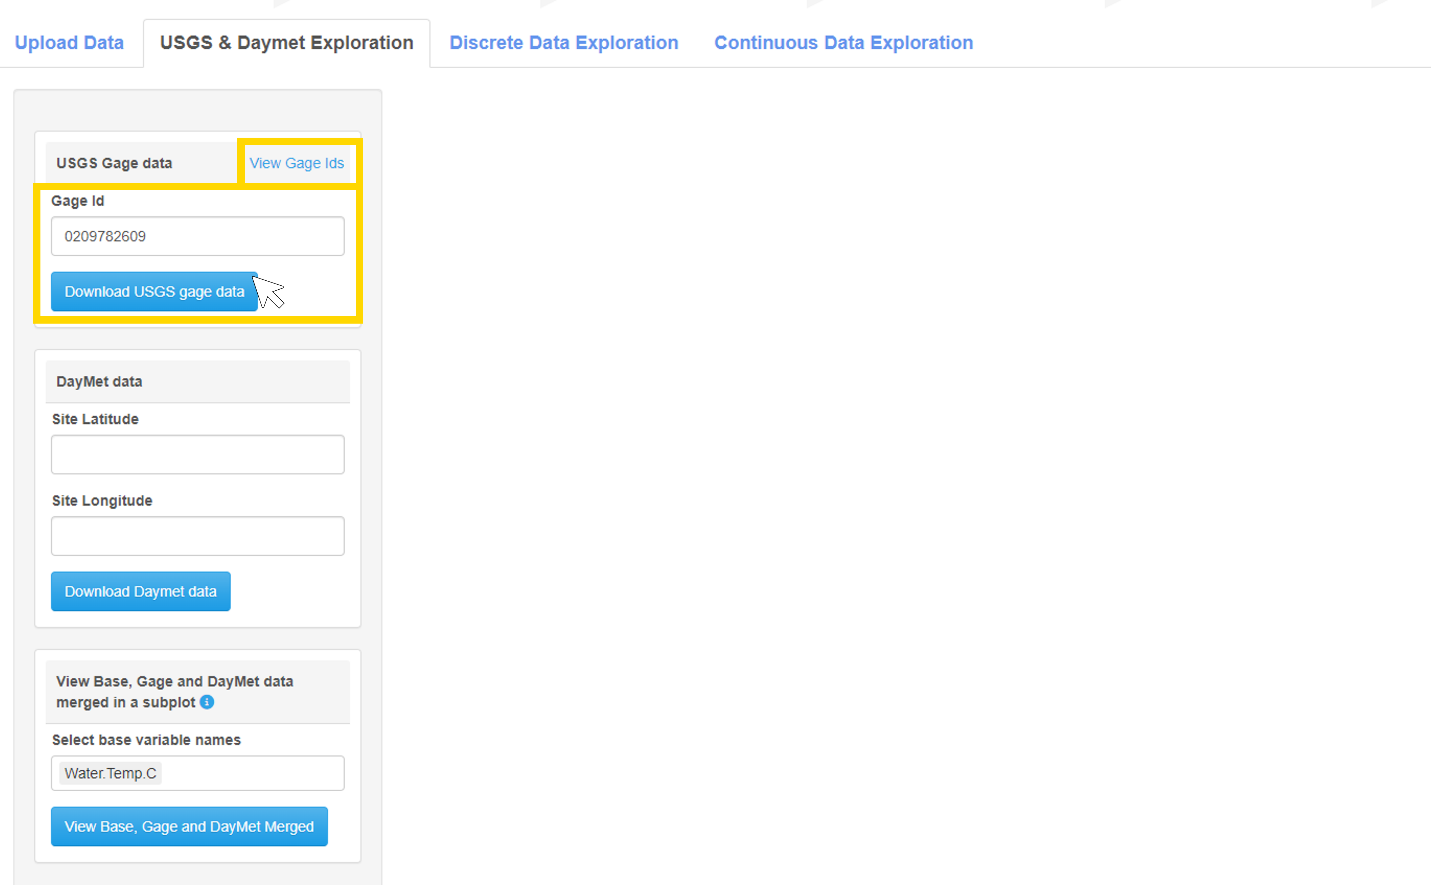 Upload Data
USGS & Daymet Exploration
Discrete Data Exploration
Continuous Data Exploration
USGS Gage data
View Gage Ids
Gage Id
0209782609
Download USGS gage data
DayMet data
Site Latitude
Site Longitude
Download Daymet data
View Base, Gage and DayMet data
merged in a subplot
Select base variable names
Water.Temp.C
View Base, Gage and DayMet Merged